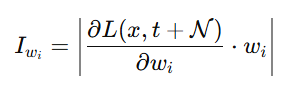 $I_{w_i} = \left| \frac{\partial L(x, t + \mathcal{N})}{\partial w_i} \cdot w_i \right|$